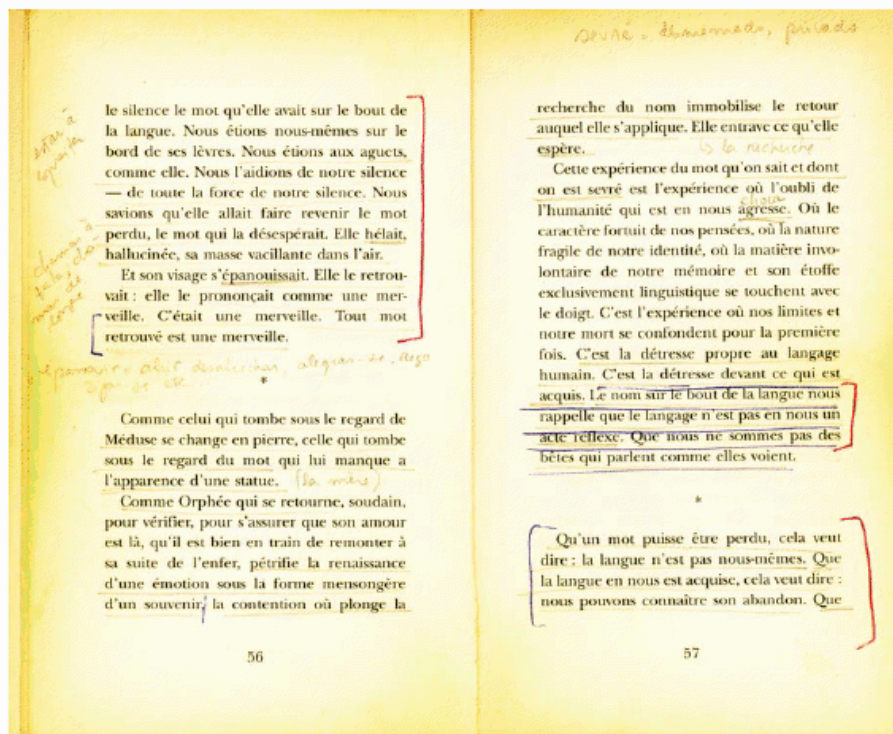 le silence le mot qu'elle avait sur le bout de
la langue. Nous étions nous-mêmes sur le
bord de ses lèvres. Nous étions aux aguets,
comme elle. Nous l'aidions de notre silence
— de toute la force de notre silence. Nous
savions qu'elle allait faire revenir le mot
perdu, le mot qui la désespérait. Elle hélait,
hallucinée, sa masse vacillante dans l'air.
Et son visage s'épanouissait. Elle le retrou-
vait : elle le prononçait comme une mer-
veille. C'était une merveille. Tout mot
retrouvé est une merveille.
*
Comme celui qui tombe sous le regard de
Méduse se change en pierre, celle qui tombe
sous le regard du mot qui lui manque a
l'apparence d'une statue. (la mère)
Comme Orphée qui se retourne, soudain,
pour vérifier, pour s'assurer que son amour
est là, qu'il est bien en train de remonter à
sa suite de l'enfer, pétrifie la renaissance
d'une émotion sous la forme mensongère
d'un souvenir, la contention où plonge la
56
sevré
recherche du nom immobilise le retour
auquel elle s'applique. Elle entrave ce qu'elle
espère.
la recherche
Cette expérience du mot qu'on sait et dont
on est sevré est l'expérience où l'oubli de
l'humanité qui est en nous agresse. Où le
caractère fortuit de nos pensées, où la nature
fragile de notre identité, où la matière invo-
lontaire de notre mémoire et son étoffe
exclusivement linguistique se touchent avec
le doigt. C'est l'expérience où nos limites et
notre mort se confondent pour la première
fois. C'est la détresse propre au langage
humain. C'est la détresse devant ce qui est
acquis. Le nom sur le bout de la langue nous
rappelle que le langage n'est pas en nous un
acte réflexe. Que nous ne sommes pas des
bêtes qui parlent comme elles voient.
*
Qu'un mot puisse être perdu, cela veut
dire : la langue n'est pas nous-mêmes. Que
la langue en nous est acquise, cela veut dire :
nous pouvons connaître son abandon. Que
57